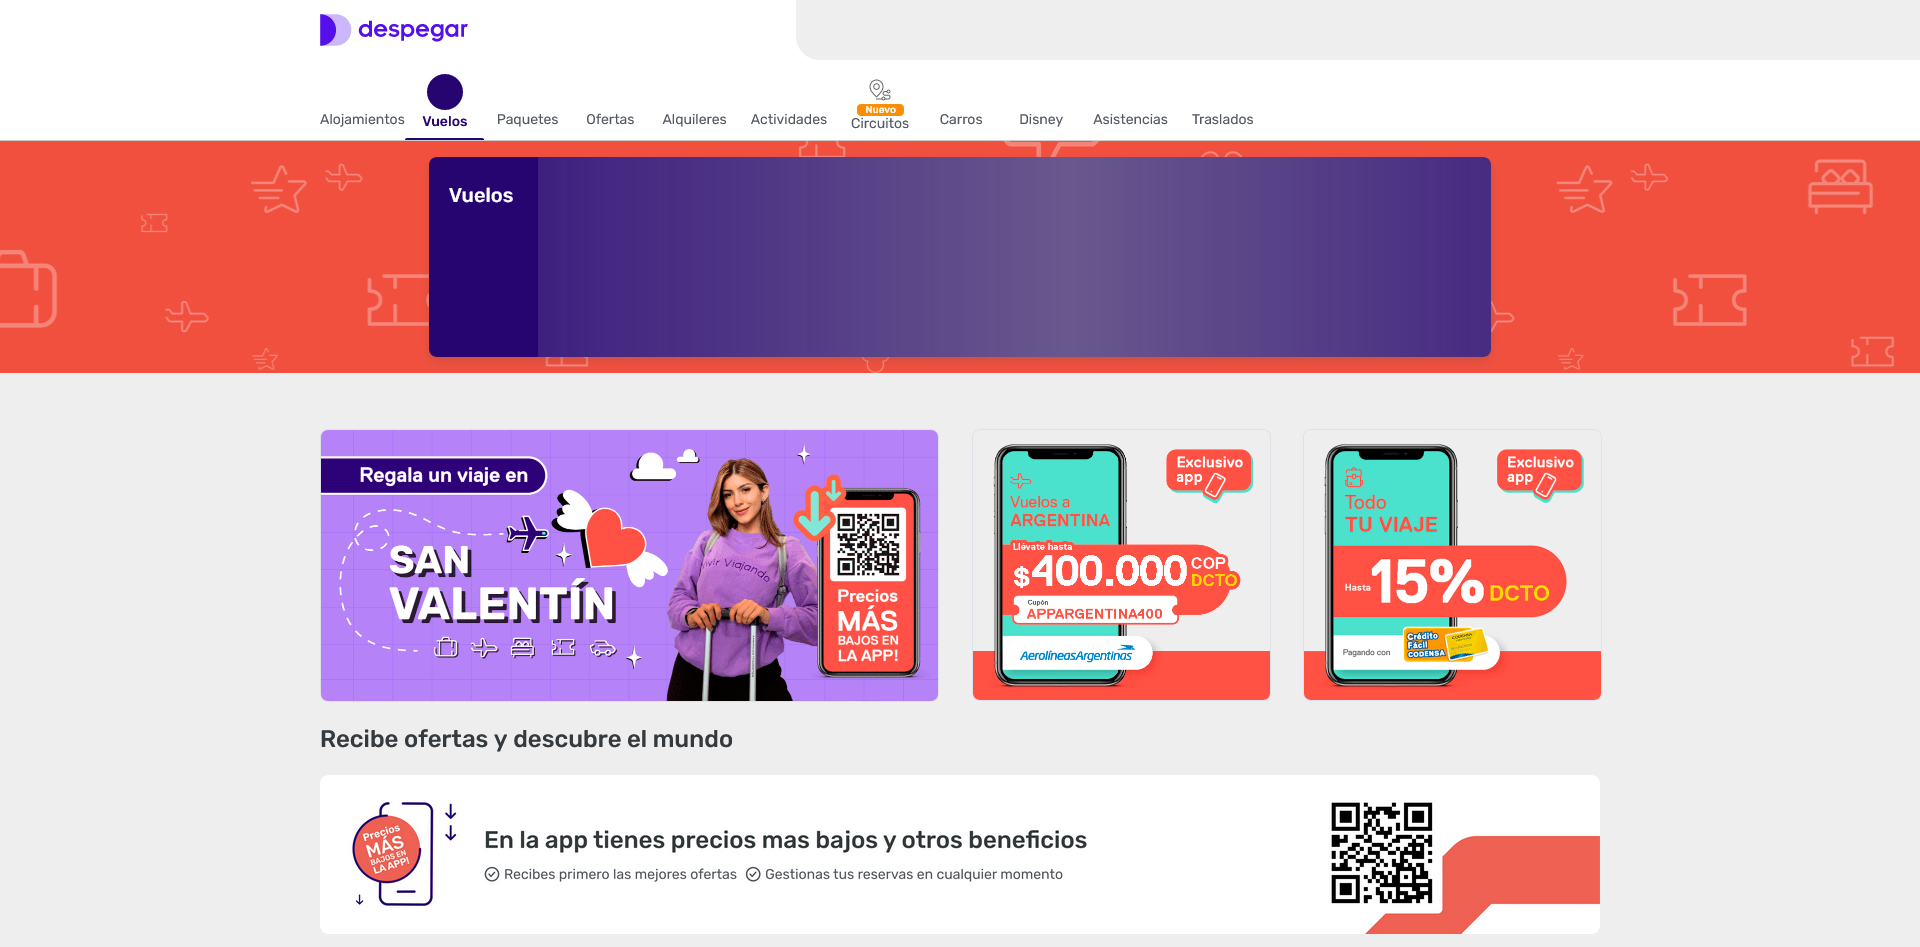 despegar
Alojamientos
Vuelos
Paquetes
Ofertas
Alquileres
Actividades
Nuevo
Circuitos
Carros
Disney
Asistencias
Traslados
Vuelos
Regala un viaje en
SAN
VALENTÍN
Vivir Viajando
Precios
MÁS
BAJOS EN
LA APP!
Exclusivo
app
Vuelos a
ARGENTINA
Llévate hasta
$400.000 COP
DCTO
Cupón
APPARGENTINA400
AerolíneasArgentinas
Exclusivo
app
Todo
TU VIAJE
Hasta 15% DCTO
Pagando con
Crédito
Fácil
CODENSA
Recibe ofertas y descubre el mundo
Precios
MÁS
BAJOS EN
LA APP!
En la app tienes precios mas bajos y otros beneficios
Recibes primero las mejores ofertas
Gestionas tus reservas en cualquier momento